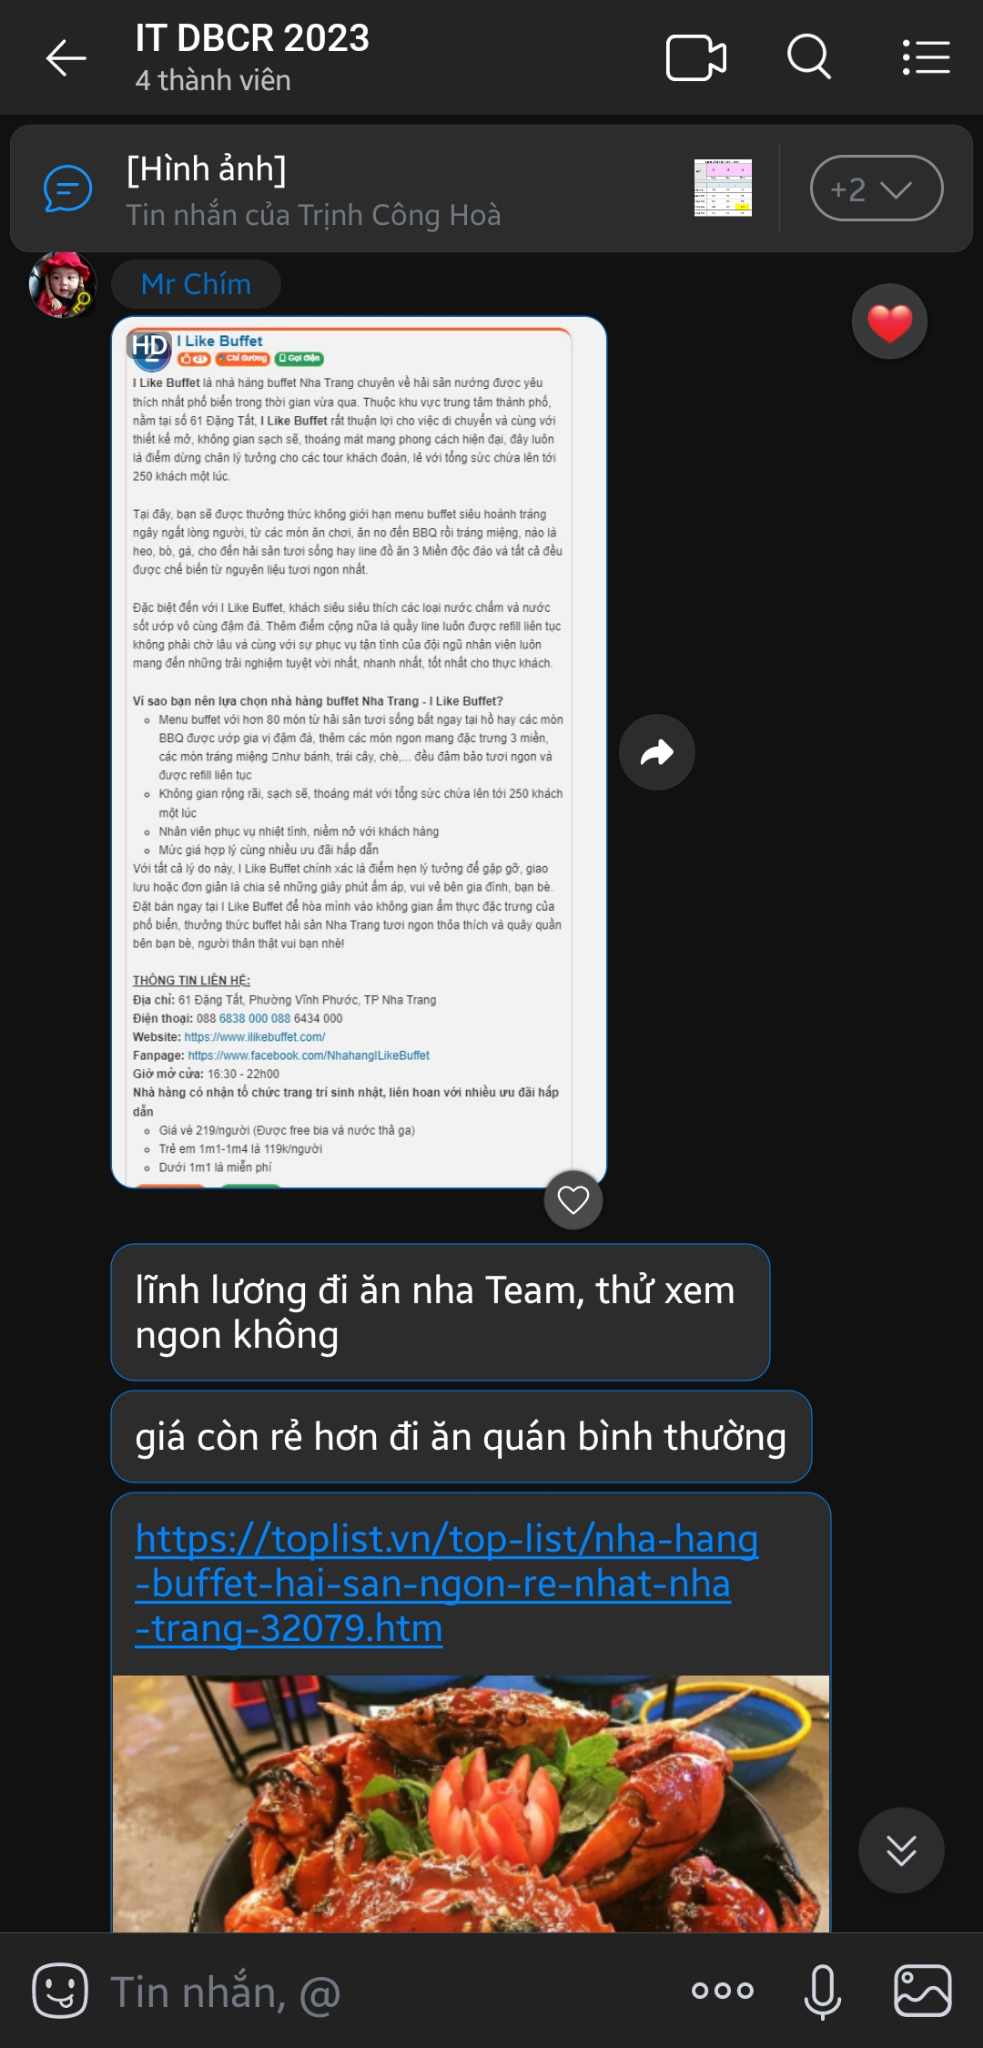 IT DBCR 2023
4 thành viên
[Hình ảnh]
Tin nhắn của Trịnh Công Hoà
+2
Mr Chím
HD
I Like Buffet
Chỉ đường
Gọi điện
I Like Buffet là nhà hàng buffet Nha Trang chuyên về hải sản nướng được yêu
thích nhất phố biển trong thời gian vừa qua. Thuộc khu vực trung tâm thành phố,
nằm tại số 61 Đặng Tất, I Like Buffet rất thuận lợi cho việc di chuyển và cùng với
thiết kế mở, không gian sạch sẽ, thoáng mát mang phong cách hiện đại, đây luôn
là điểm dừng chân lý tưởng cho các tour khách đoàn, lẻ với tổng sức chứa lên tới
250 khách một lúc.
Tại đây, bạn sẽ được thưởng thức không giới hạn menu buffet siêu hoành tráng
ngây ngất lòng người, từ các món ăn chơi, ăn no đến BBQ rồi tráng miệng, nào là
heo, bò, gà, cho đến hải sản tươi sống hay line đồ ăn 3 Miền độc đáo và tất cả đều
được chế biến từ nguyên liệu tươi ngon nhất.
Đặc biệt đến với I Like Buffet, khách siêu siêu thích các loại nước chấm và nước
sốt ướp vô cùng đậm đà. Thêm điểm cộng nữa là quầy line luôn được refill liên tục
không phải chờ lâu và cùng với sự phục vụ tận tình của đội ngũ nhân viên luôn
mang đến những trải nghiệm tuyệt vời nhất, nhanh nhất, tốt nhất cho thực khách.
Vì sao bạn nên lựa chọn nhà hàng buffet Nha Trang - I Like Buffet?
Menu buffet với hơn 80 món từ hải sản tươi sống bắt ngay tại hồ hay các món
BBQ được ướp gia vị đậm đà, thêm các món ngon mang đặc trưng 3 miền,
các món tráng miệng như bánh, trái cây, chè,... đều đảm bảo tươi ngon và
được refill liên tục
Không gian rộng rãi, sạch sẽ, thoáng mát với tổng sức chứa lên tới 250 khách
một lúc
Nhân viên phục vụ nhiệt tình, niềm nở với khách hàng
Mức giá hợp lý cùng nhiều ưu đãi hấp dẫn
Với tất cả lý do này, I Like Buffet chính xác là điểm hẹn lý tưởng để gặp gỡ, giao
lưu hoặc đơn giản là chia sẻ những giây phút ấm áp, vui vẻ bên gia đình, bạn bè.
Đặt bàn ngay tại I Like Buffet để hòa mình vào không gian ẩm thực đặc trưng của
phố biển, thưởng thức buffet hải sản Nha Trang tươi ngon thỏa thích và quây quần
bên bạn bè, người thân thật vui bạn nhé!
THÔNG TIN LIÊN HỆ:
Địa chỉ: 61 Đặng Tất, Phường Vĩnh Phước, TP Nha Trang
Điện thoại: 088 6838 000 088 6434 000
Website: https://www.ilikebuffet.com/
Fanpage: https://www.facebook.com/NhahangILikeBuffet
Giờ mở cửa: 16:30 - 22h00
Nhà hàng có nhận tổ chức trang trí sinh nhật, liên hoan với nhiều ưu đãi hấp
dẫn
Giá vé 219/người (Được free bia và nước thả ga)
Trẻ em 1m1-1m4 là 119k/người
Dưới 1m1 là miễn phí
lĩnh lương đi ăn nha Team, thử xem
ngon không
giá còn rẻ hơn đi ăn quán bình thường
https://toplist.vn/top-list/nha-hang
-buffet-hai-san-ngon-re-nhat-nha
-trang-32079.htm
Tin nhắn, @